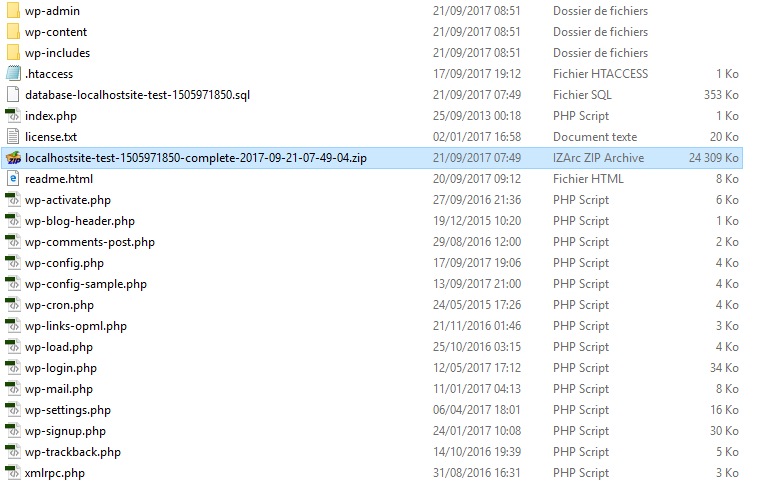 wp-admin 21/09/2017 08:51 Dossier de fichiers
wp-content 21/09/2017 08:51 Dossier de fichiers
wp-includes 21/09/2017 08:51 Dossier de fichiers
.htaccess 17/09/2017 19:12 Fichier HTACCESS 1 Ko
database-localhostsite-test-1505971850.sql 21/09/2017 07:49 Fichier SQL 353 Ko
index.php 25/09/2013 00:18 PHP Script 1 Ko
license.txt 02/01/2017 16:58 Document texte 20 Ko
localhostsite-test-1505971850-complete-2017-09-21-07-49-04.zip 21/09/2017 07:49 IZArc ZIP Archive 24 309 Ko
readme.html 20/09/2017 09:12 Fichier HTML 8 Ko
wp-activate.php 27/09/2016 21:36 PHP Script 6 Ko
wp-blog-header.php 19/12/2015 10:20 PHP Script 1 Ko
wp-comments-post.php 29/08/2016 12:00 PHP Script 2 Ko
wp-config.php 17/09/2017 19:06 PHP Script 4 Ko
wp-config-sample.php 13/09/2017 21:00 PHP Script 4 Ko
wp-cron.php 24/05/2015 17:26 PHP Script 4 Ko
wp-links-opml.php 21/11/2016 01:46 PHP Script 3 Ko
wp-load.php 25/10/2016 03:15 PHP Script 4 Ko
wp-login.php 12/05/2017 17:12 PHP Script 34 Ko
wp-mail.php 11/01/2017 04:13 PHP Script 8 Ko
wp-settings.php 06/04/2017 18:01 PHP Script 16 Ko
wp-signup.php 24/01/2017 10:08 PHP Script 30 Ko
wp-trackback.php 14/10/2016 19:39 PHP Script 5 Ko
xmlrpc.php 31/08/2016 16:31 PHP Script 3 Ko